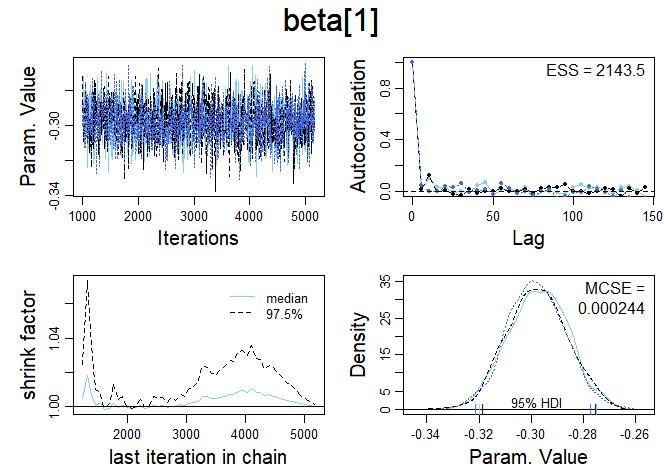 beta[1]
Param. Value
-0.34
-0.30
1000 2000 3000 4000 5000
Iterations
Autocorrelation
0.0
0.4
0.8
ESS = 2143.5
0 50 100 150
Lag
shrink factor
1.00
1.04
median
97.5%
2000 3000 4000 5000
last iteration in chain
Density
0
5
15
25
35
MCSE =
0.000244
95% HDI
-0.34 -0.32 -0.30 -0.28 -0.26
Param. Value